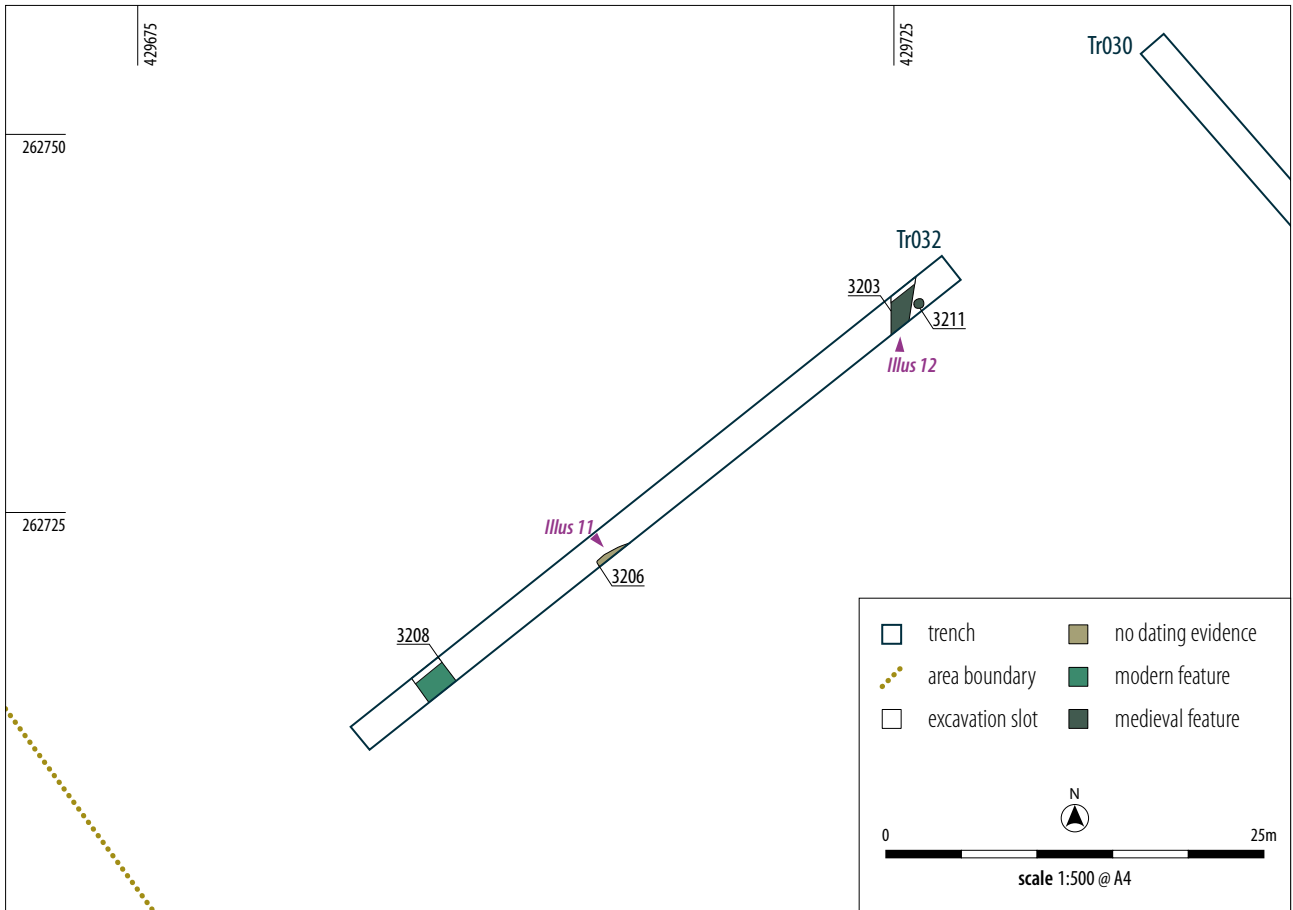 429675
429725
Tr030
262750
Tr032
3203
3211
Illus 12
262725
Illus 11
3206
3208
trench
no dating evidence
area boundary
modern feature
excavation slot
medieval feature
N
0
25m
scale 1:500 @ A4